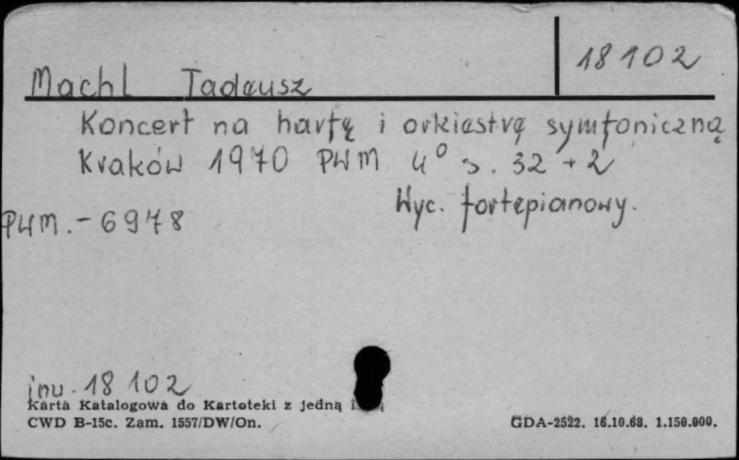 18102
Machl Tadeusz
Koncert na harfę i orkiestrę symfoniczną
Kraków 1970 PWM 4° s. 32 + 2
Wyc. fortepianowy.
PWM. - 6978
inw. 18 102
Karta Katalogowa do Kartoteki z jedną
CWD B-15c. Zam. 1557/DW/On.
GDA-2522. 16.10.68. 1.150.000.